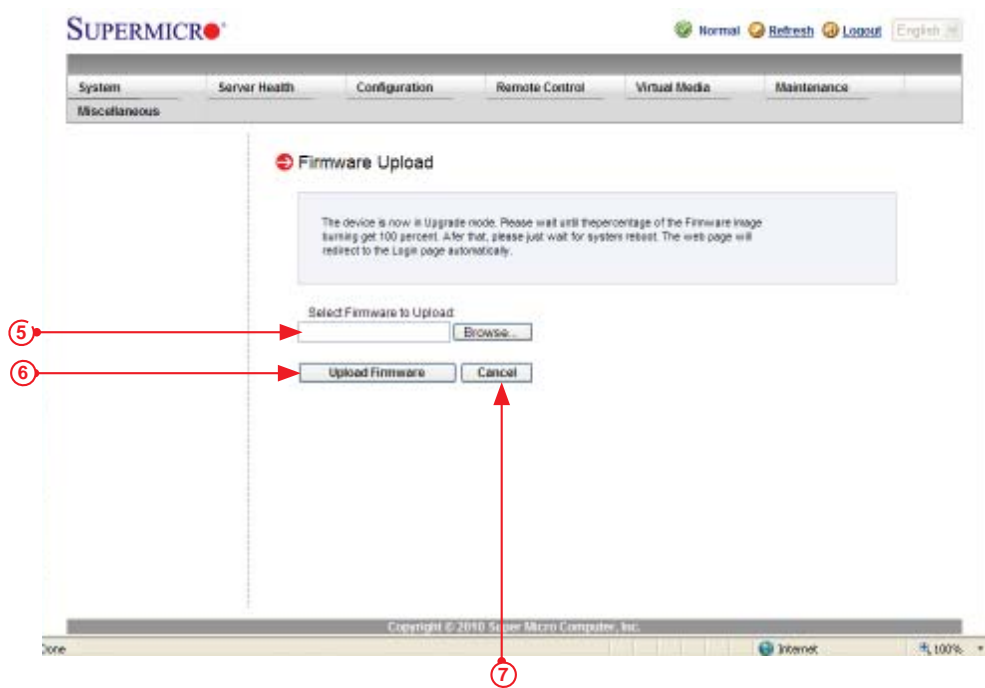 SUPERMICRO
Normal Refresh Logout English
System Server Health Configuration Remote Control Virtual Media Maintenance
Miscellaneous
Firmware Upload
The device is now in Upgrade mode. Please wait until thepercentage of the Firmware image
burning get 100 percent. Afer that, please just wait for system reboot. The web page will
redirect to the Login page automatically.
Select Firmware to Upload:
5 Browse...
6 Upload Firmware Cancel
Copyright © 2010 Super Micro Computer, Inc.
Done Internet 100%
7